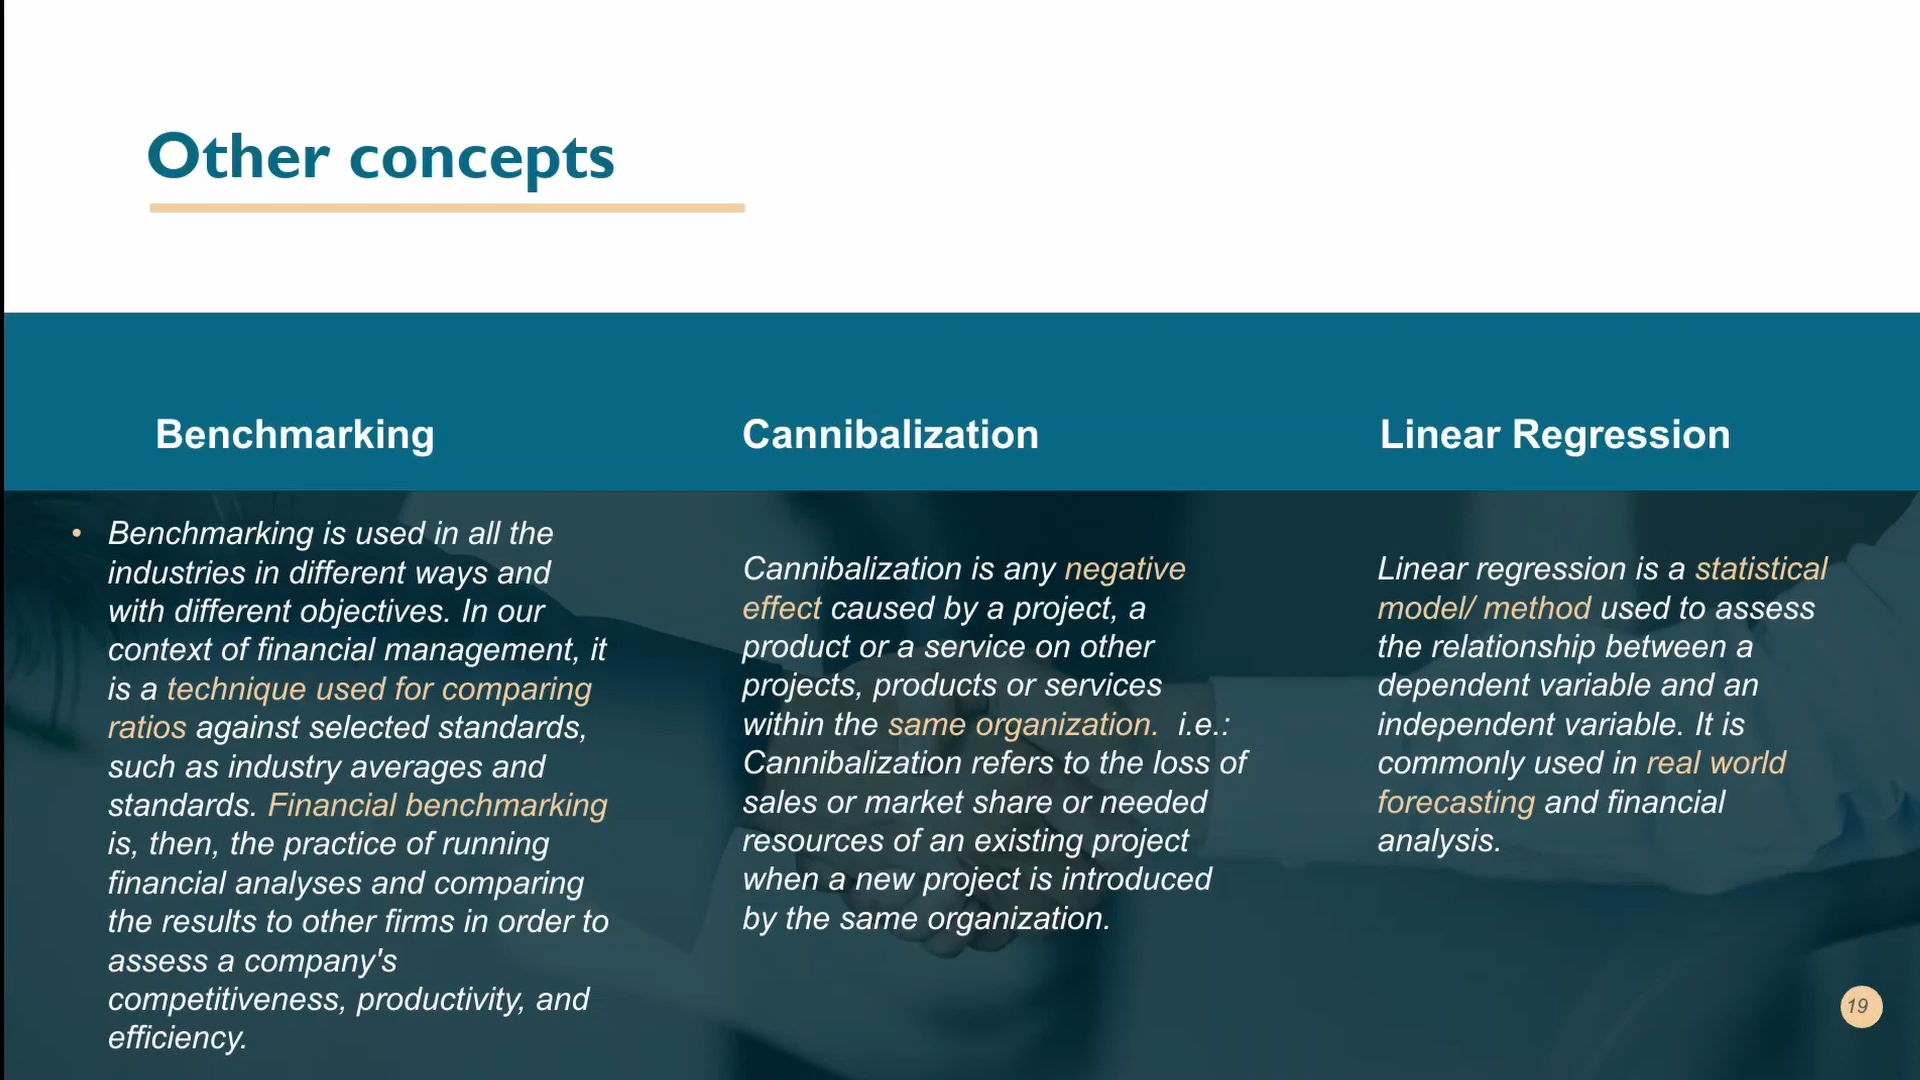 Other concepts
Benchmarking
• Benchmarking is used in all the
industries in different ways and
with different objectives. In our
context of financial management, it
is a technique used for comparing
ratios against selected standards,
such as industry averages and
standards. Financial benchmarking
is, then, the practice of running
financial analyses and comparing
the results to other firms in order to
assess a company's
competitiveness, productivity, and
efficiency.
Cannibalization
Cannibalization is any negative
effect caused by a project, a
product or a service on other
projects, products or services
within the same organization.  i.e.:
Cannibalization refers to the loss of
sales or market share or needed
resources of an existing project
when a new project is introduced
by the same organization.
Linear Regression
Linear regression is a statistical
model/ method used to assess
the relationship between a
dependent variable and an
independent variable. It is
commonly used in real world
forecasting and financial
analysis.
19